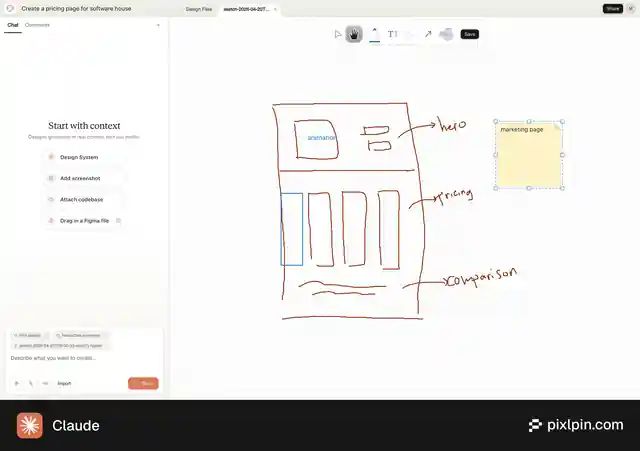 Create a pricing page for software house
Design Files
Share
Chat
Comments
T
Save
Start with context
Design System
Add screenshot
Attach codebase
Drag in a Figma file
Describe what you want to create...
Import
animation
hero
pricing
comparison
marketing page
Claude
pixlpin.com